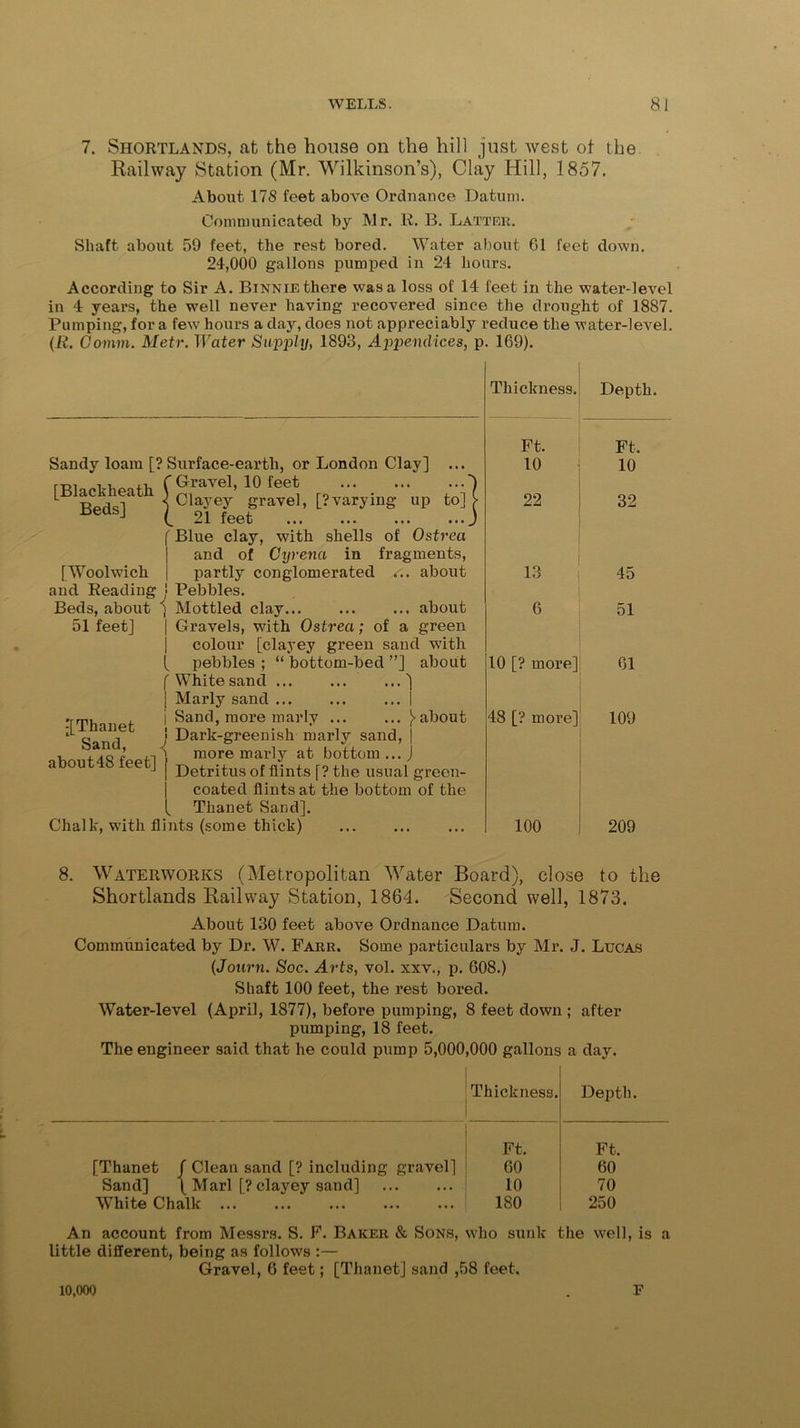 WELLS. 81
7. SHORTLANDS, at the house on the hill just west of the
Railway Station (Mr. Wilkinson's), Clay Hill, 1857.
About 178 feet above Ordnance Datum.
Communicated by Mr. R. B. LATTER.
Shaft about 59 feet, the rest bored. Water about 61 feet down.
24,000 gallons pumped in 24 hours.
According to Sir A. BINNIE there was a loss of 14 feet in the water-level
in 4 years, the well never having recovered since the drought of 1887.
Pumping, for a few hours a day, does not appreciably reduce the water-level.
(R. Comm. Metr. Water Supply, 1893, Appendices, p. 169).
Thickness. Depth.
Ft. Ft.
Sandy loam [? Surface-earth, or London Clay] ... 10 10
[Blackheath Beds] { Gravel, 10 feet ... ... ...
Clayey gravel, [?varying up to] } 22 32
21 feet ... ... ... ...
[Woolwich and Reading Beds, about 51 feet] { Blue clay, with shells of Ostrea
and of Cyrena in fragments,
partly conglomerated ... about 13 45
Pebbles.
Mottled clay... ... ... about 6 51
Gravels, with Ostrea; of a green
colour [clayey green sand with
pebbles ; “ bottom-bed ”] about 10 [? more] 61
[Thanet Sand, about 48 feet] { White sand ... ... ...
Marly sand ... ... ...
Sand, more marly ... ... } about 48 [? more] 109
Dark-greenish marly sand,
more marly at bottom ...
Detritus of flints [? the usual green-
coated flints at the bottom of the
Thanet Sand].
Chalk, with flints (some thick) ... ... ... 100 209
8. WATERWORKS (Metropolitan Water Board), close to the
Shortlands Railway Station, 1864. Second well, 1873.
About 130 feet above Ordnance Datum.
Communicated by Dr. W. FARR. Some particulars by Mr. J. LUCAS
(Journ. Soc. Arts, vol. xxv., p. 608.)
Shaft 100 feet, the rest bored.
Water-level (April, 1877), before pumping, 8 feet down ; after
pumping, 18 feet.
The engineer said that he could pump 5,000,000 gallons a day.
Thickness. Depth.
Ft. Ft.
[Thanet Sand] { Clean sand [? including gravel] 60 60
Marl [? clayey sand] ... ... 10 70
White Chalk ... ... ... ... ... 180 250
An account from Messrs. S. F. BAKER & SONS, who sunk the well, is a
little different, being as follows :—
Gravel, 6 feet ; [Thanet] sand ,58 feet.
10,000 F